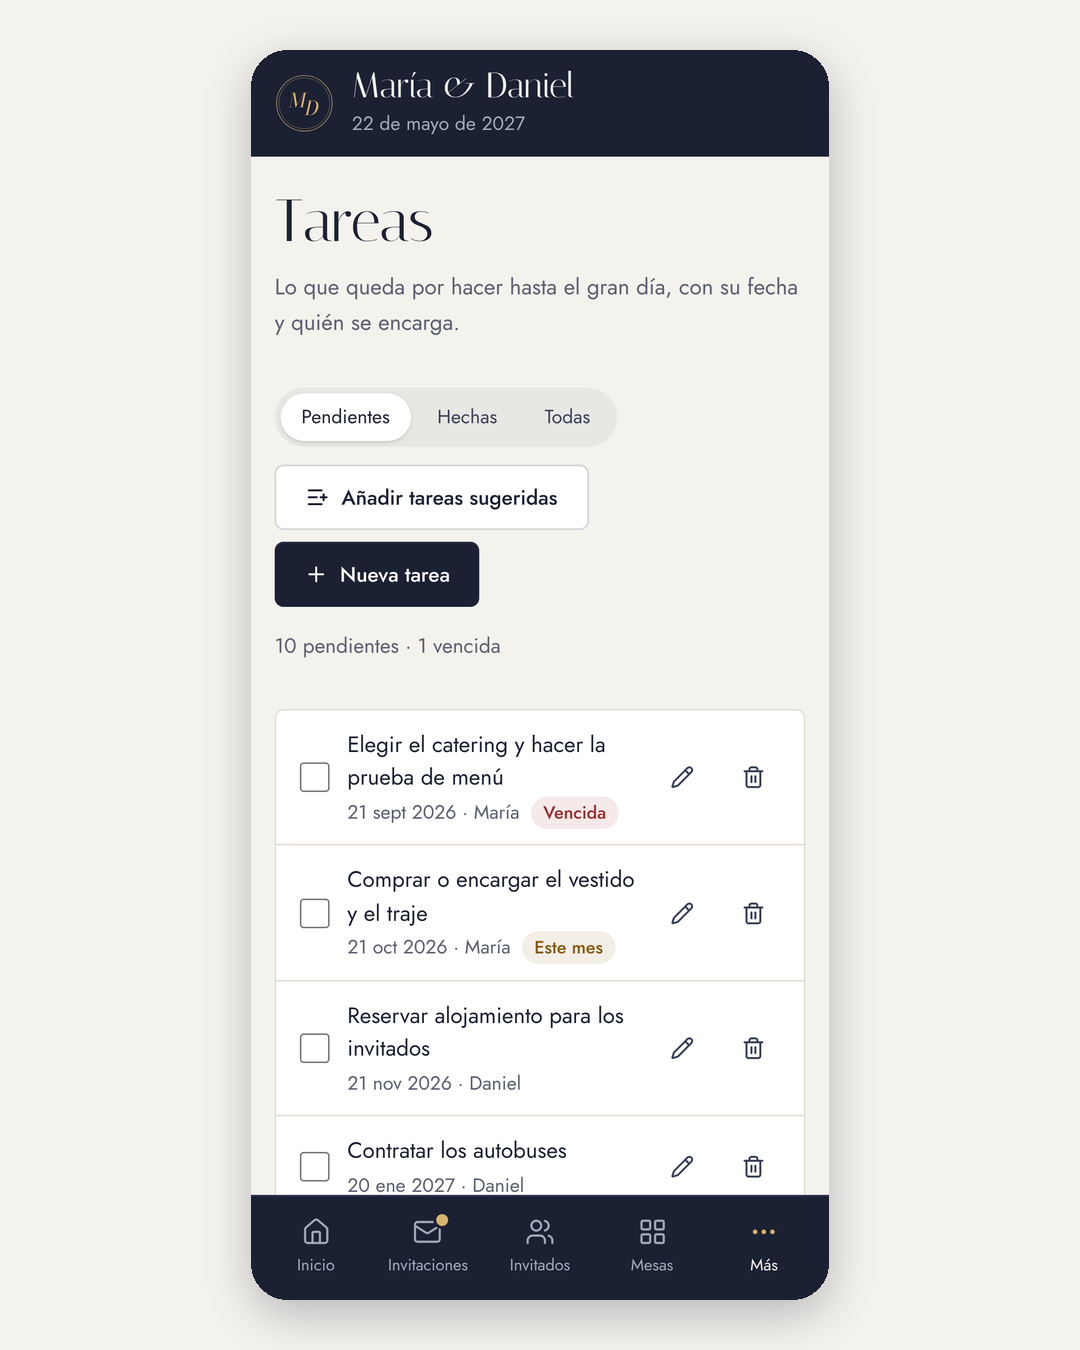 MD
María & Daniel
22 de mayo de 2027
Tareas
Lo que queda por hacer hasta el gran día, con su fecha
y quién se encarga.
Pendientes Hechas Todas
Añadir tareas sugeridas
Nueva tarea
10 pendientes · 1 vencida
Elegir el catering y hacer la
prueba de menú
21 sept 2026 · María Vencida
Comprar o encargar el vestido
y el traje
21 oct 2026 · María Este mes
Reservar alojamiento para los
invitados
21 nov 2026 · Daniel
Contratar los autobuses
20 ene 2027 · Daniel
Inicio Invitaciones Invitados Mesas Más